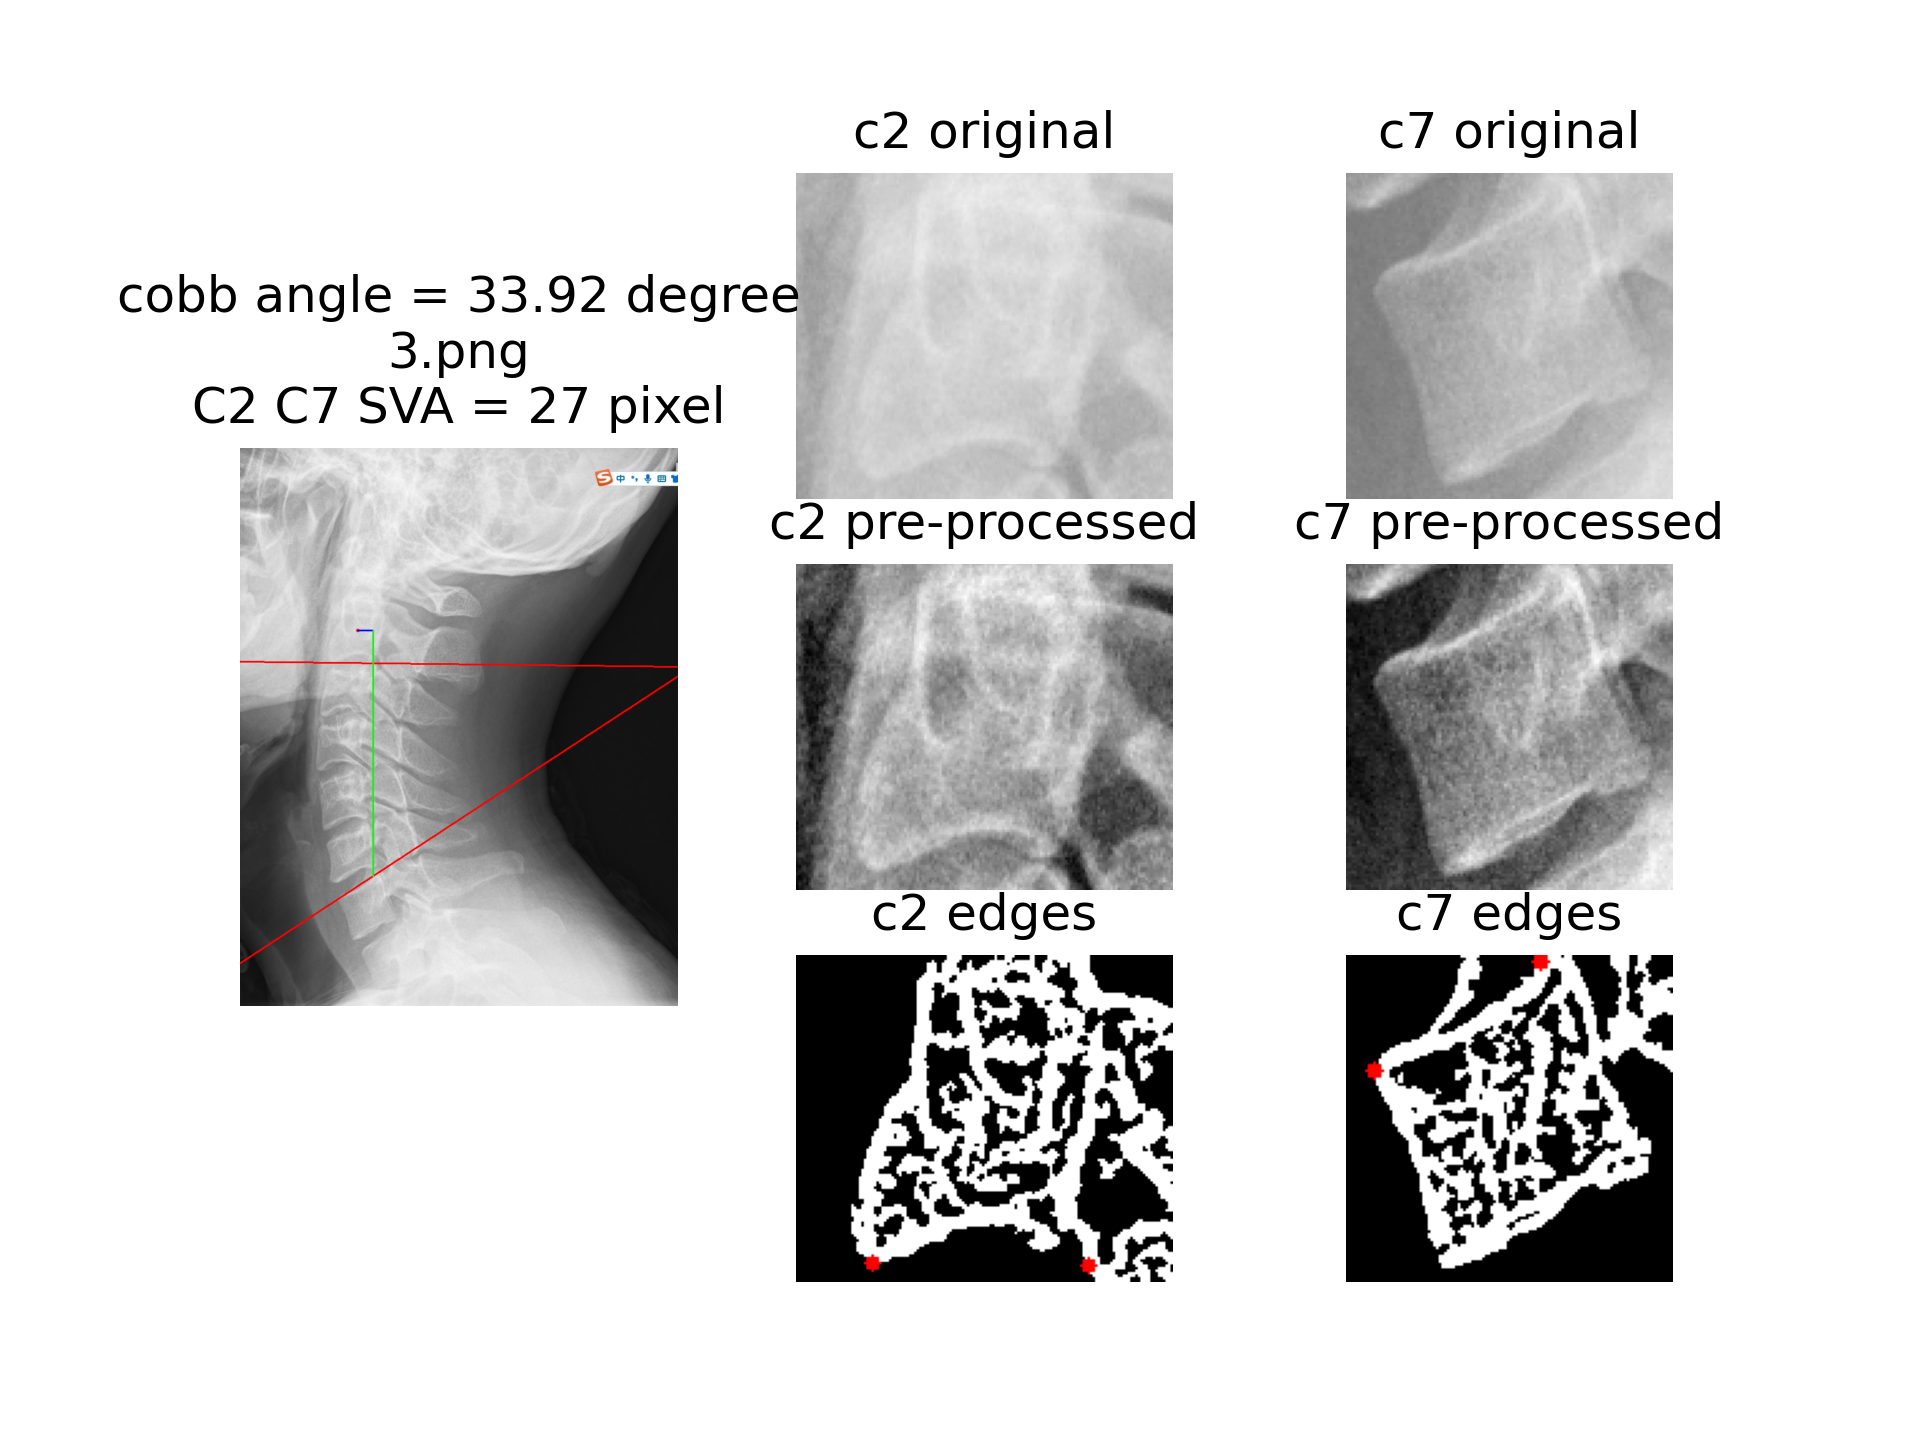 cobb angle = 33.92 degree
3.png
C2 C7 SVA = 27 pixel
S 中
c2 original
c7 original
c2 pre-processed
c7 pre-processed
c2 edges
c7 edges